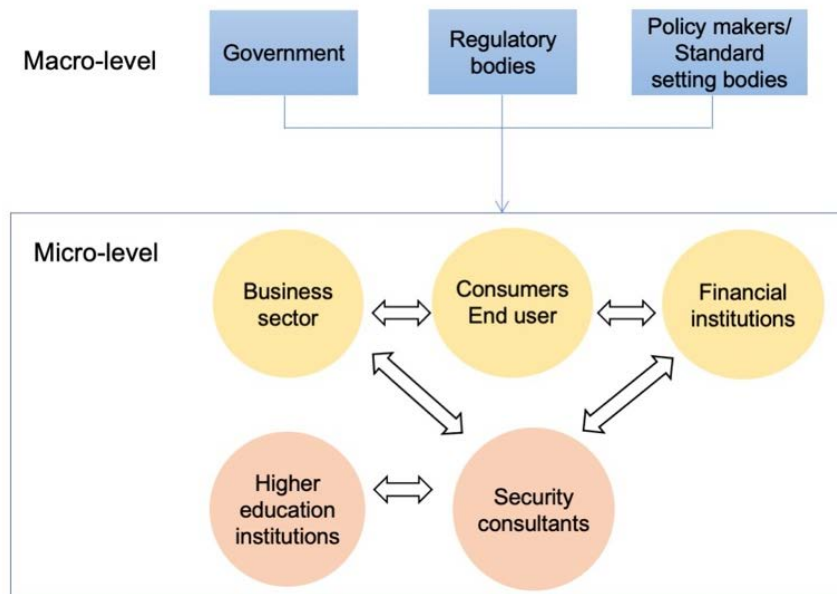 Macro-level
Government
Regulatory
bodies
Policy makers/
Standard
setting bodies
Micro-level
Business
sector
Consumers
End user
Financial
institutions
Higher
education
institutions
Security
consultants